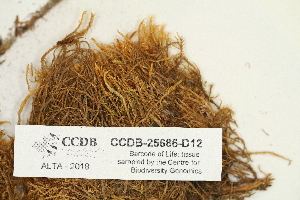 CCDB CCDB-25686-D12
Barcode of Life: tissue
ALTA - 2018 sampled by the Centre for
Biodiversity Genomics